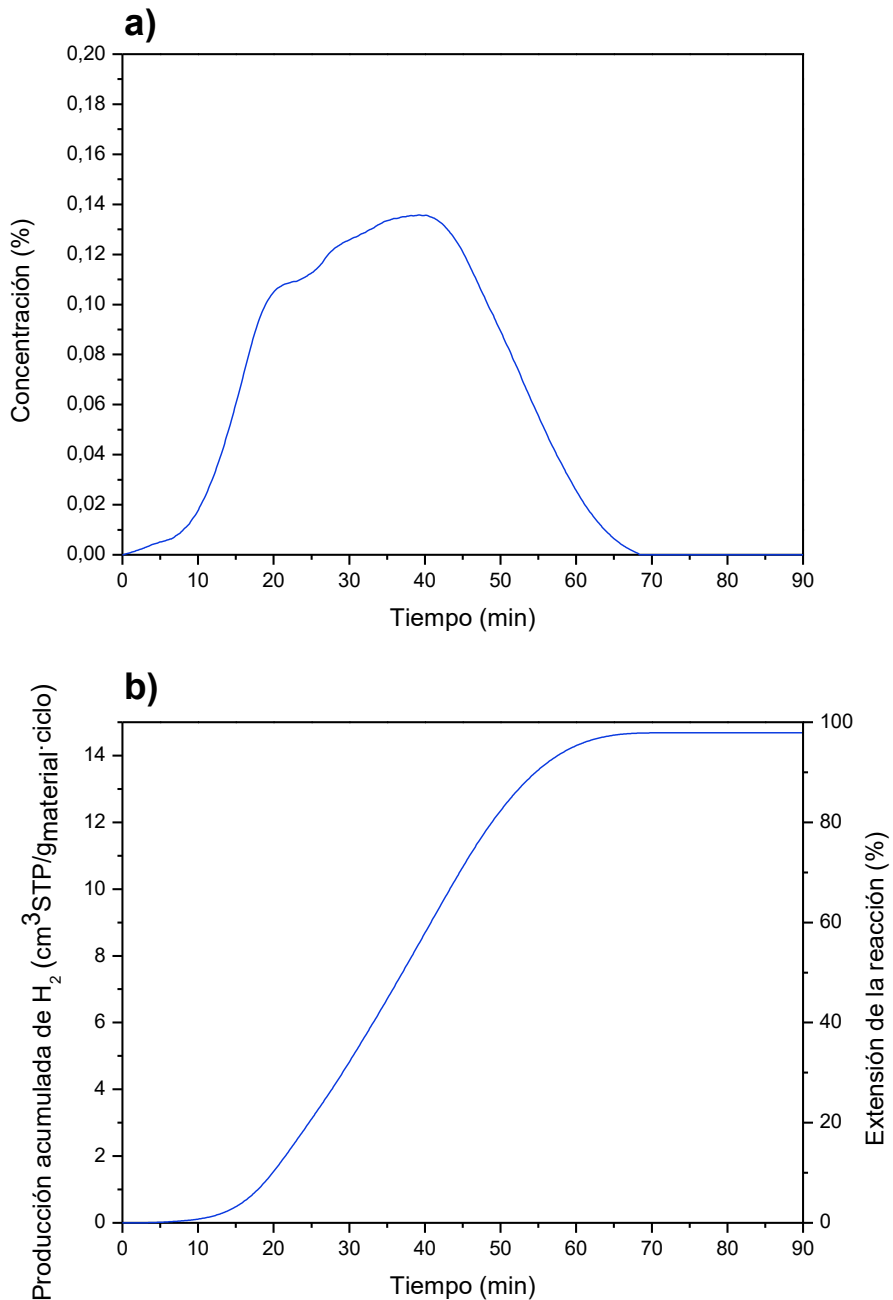 a)
Concentración (%)
0,20
0,18
0,16
0,14
0,12
0,10
0,08
0,06
0,04
0,02
0,00
0 10 20 30 40 50 60 70 80 90
Tiempo (min)
b)
Producción acumulada de H2 (cm3STP/gmaterial·ciclo)
14
12
10
8
6
4
2
0
100
80
60
40
20
0
Extensión de la reacción (%)
0 10 20 30 40 50 60 70 80 90
Tiempo (min)